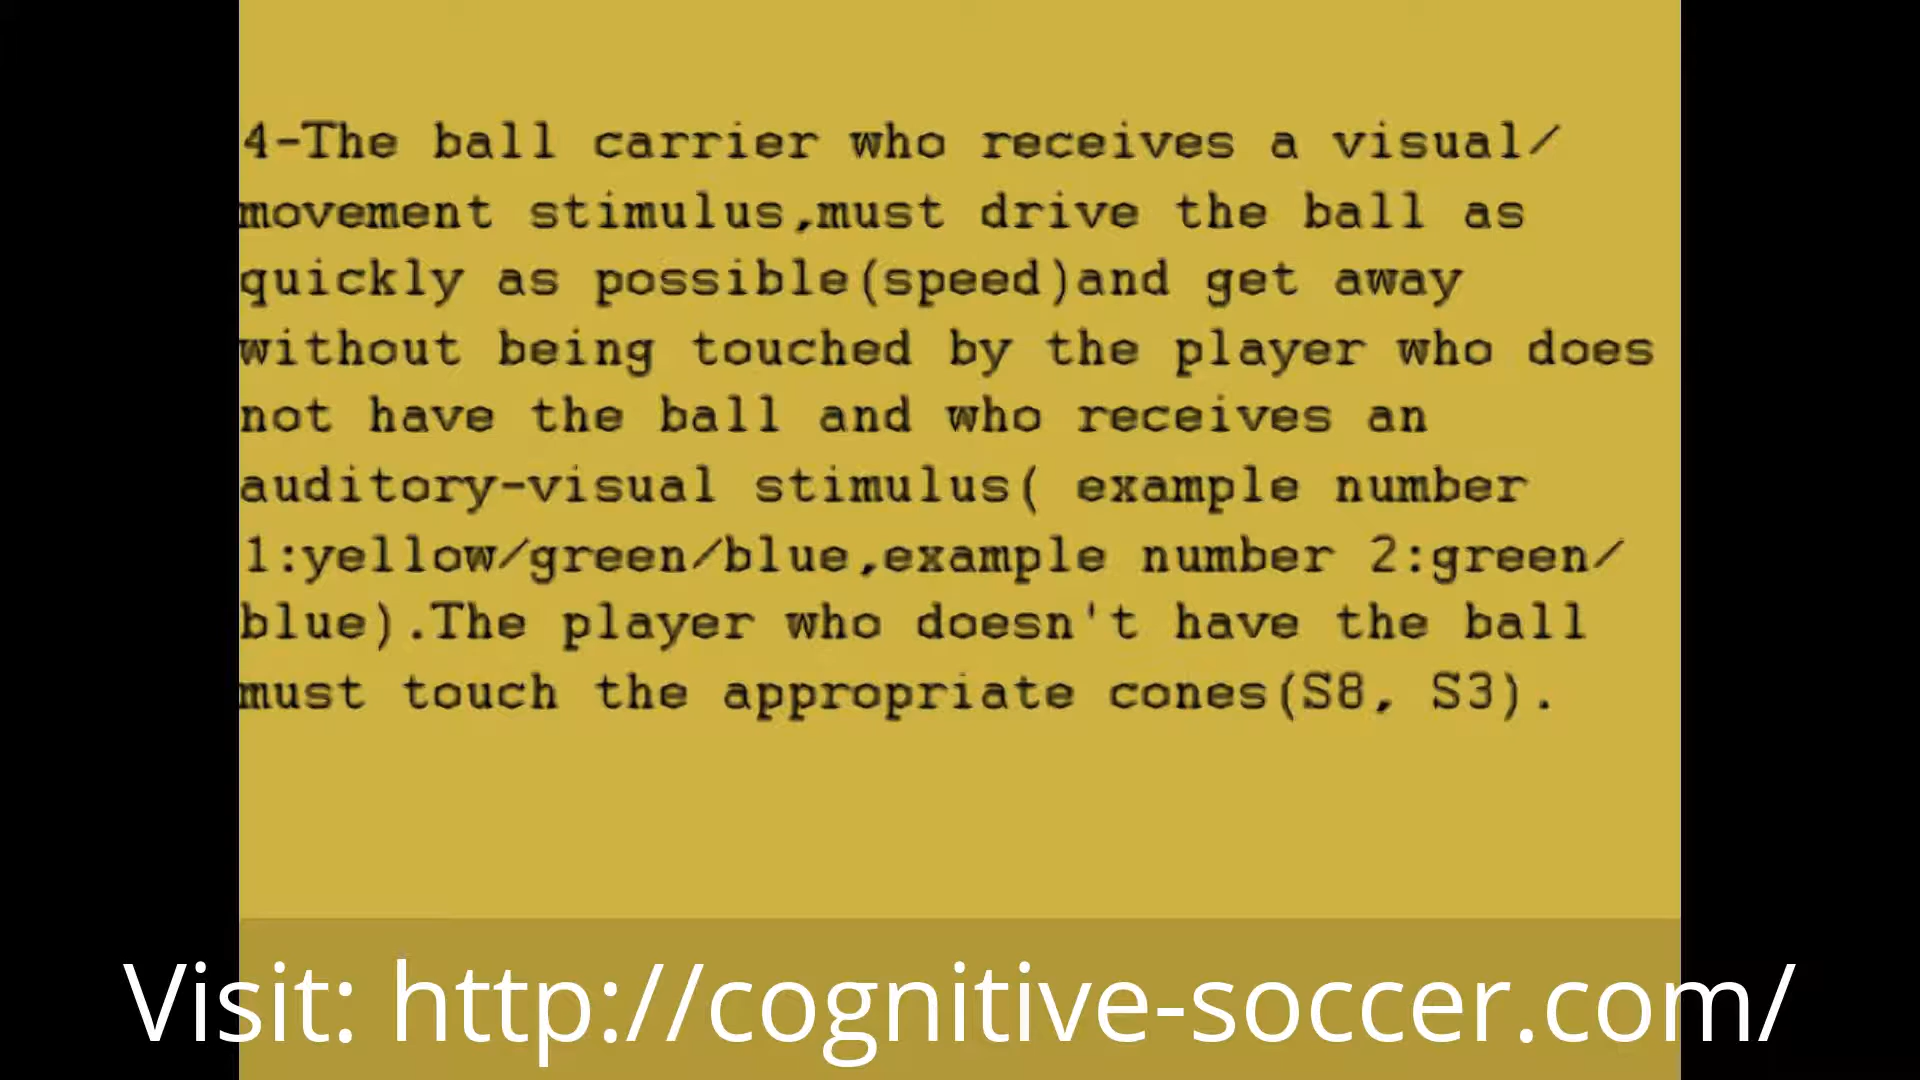 4-The ball carrier who receives a visual/
movement stimulus,must drive the ball as
quickly as possible(speed)and get away
without being touched by the player who does
not have the ball and who receives an
auditory-visual stimulus( example number
1:yellow/green/blue,example number 2:green/
blue).The player who doesn't have the ball
must touch the appropriate cones(S8, S3).
Visit: http://cognitive-soccer.com/